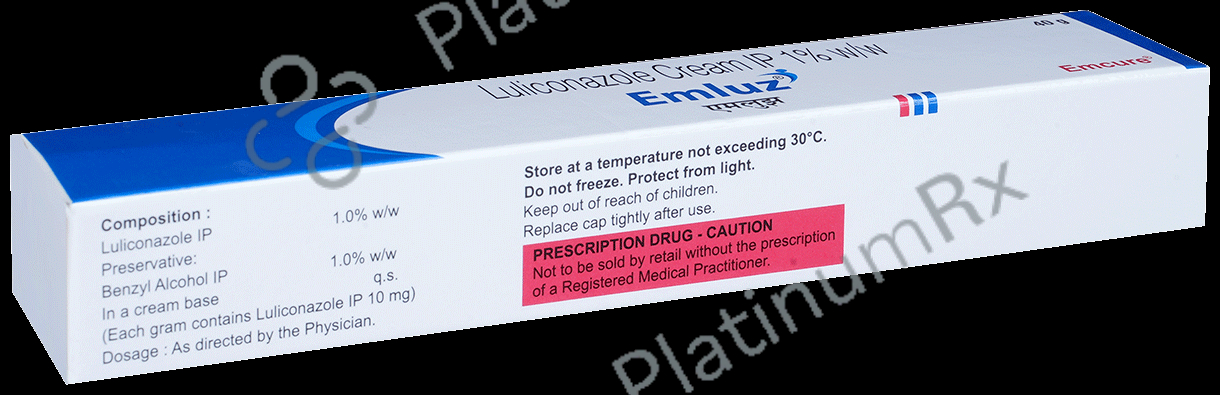 40 g
Luliconazole Cream IP 1% w/w
Emluz®
एमलुझ
Emcure®
Composition :
Luliconazole IP 1.0% w/w
Preservative:
Benzyl Alcohol IP 1.0% w/w
In a cream base q.s.
(Each gram contains Luliconazole IP 10 mg)
Dosage : As directed by the Physician.
Store at a temperature not exceeding 30°C.
Do not freeze. Protect from light.
Keep out of reach of children.
Replace cap tightly after use.
PRESCRIPTION DRUG - CAUTION
Not to be sold by retail without the prescription
of a Registered Medical Practitioner.
Platin
PlatinumRx